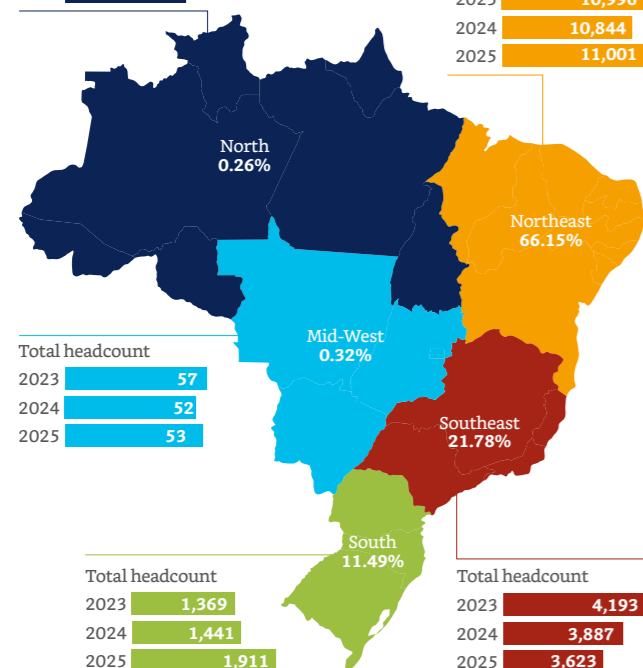 2024 10,844
2025 11,001
North
0.26%
Northeast
66.15%
Mid-West
0.32%
Total headcount
2023 57
2024 52
2025 53
Southeast
21.78%
South
11.49%
Total headcount
2023 1,369
2024 1,441
2025 1,911
Total headcount
2023 4,193
2024 3,887
2025 3,623